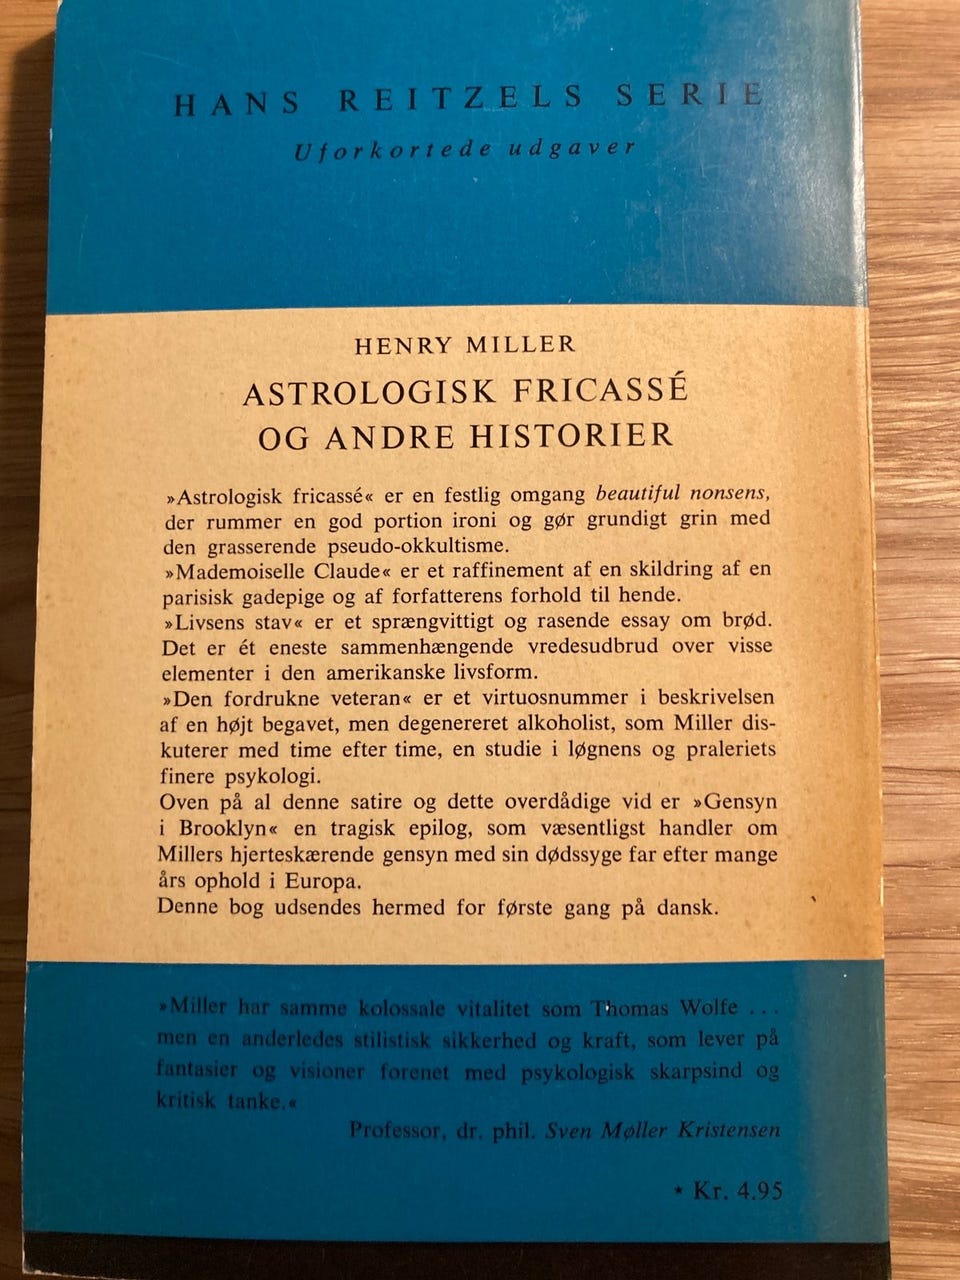 HANS REITZELS SERIE
Uforkortede udgaver
HENRY MILLER
ASTROLOGISK FRICASSÉ
OG ANDRE HISTORIER
»Astrologisk fricassé« er en festlig omgang beautiful nonsens,
der rummer en god portion ironi og gør grundigt grin med
den grasserende pseudo-okkultisme.
»Mademoiselle Claude« er et raffinement af en skildring af en
parisisk gadepige og af forfatterens forhold til hende.
»Livsens stav« er et sprængvittigt og rasende essay om brød.
Det er ét eneste sammenhængende vredesudbrud over visse
elementer i den amerikanske livsform.
»Den fordrukne veteran« er et virtuosnummer i beskrivelsen
af en højt begavet, men degenereret alkoholist, som Miller dis-
kuterer med time efter time, en studie i løgnens og praleriets
finere psykologi.
Oven på al denne satire og dette overdådige vid er »Gensyn
i Brooklyn« en tragisk epilog, som væsentligst handler om
Millers hjerteskærende gensyn med sin dødssyge far efter mange
års ophold i Europa.
Denne bog udsendes hermed for første gang på dansk.
»Miller har samme kolossale vitalitet som Thomas Wolfe ...
men en anderledes stilistisk sikkerhed og kraft, som lever på
fantasier og visioner forenet med psykologisk skarpsind og
kritisk tanke.«
Professor, dr. phil. Sven Møller Kristensen
★ Kr. 4.95